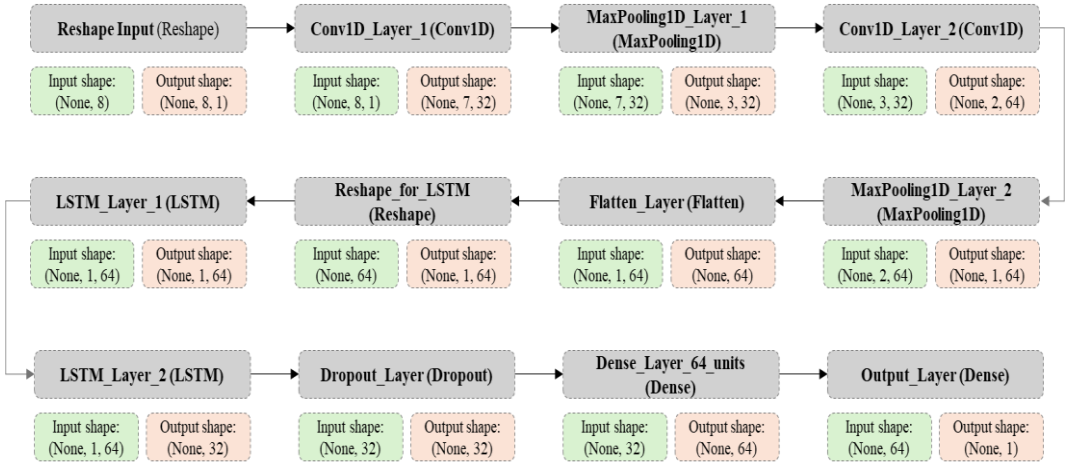 Reshape Input (Reshape)
Conv1D_Layer_1 (Conv1D)
MaxPooling1D_Layer_1
(MaxPooling1D)
Conv1D_Layer_2 (Conv1D)
Input shape:
(None, 8)
Output shape:
(None, 8, 1)
Input shape:
(None, 8, 1)
Output shape:
(None, 7, 32)
Input shape:
(None, 7, 32)
Output shape:
(None, 3, 32)
Input shape:
(None, 3, 32)
Output shape:
(None, 2, 64)
LSTM_Layer_1 (LSTM)
Reshape_for_LSTM
(Reshape)
Flatten_Layer (Flatten)
MaxPooling1D_Layer_2
(MaxPooling1D)
Input shape:
(None, 1, 64)
Output shape:
(None, 1, 64)
Input shape:
(None, 64)
Output shape:
(None, 1, 64)
Input shape:
(None, 1, 64)
Output shape:
(None, 64)
Input shape:
(None, 2, 64)
Output shape:
(None, 1, 64)
LSTM_Layer_2 (LSTM)
Dropout_Layer (Dropout)
Dense_Layer_64_units
(Dense)
Output_Layer (Dense)
Input shape:
(None, 1, 64)
Output shape:
(None, 32)
Input shape:
(None, 32)
Output shape:
(None, 32)
Input shape:
(None, 32)
Output shape:
(None, 64)
Input shape:
(None, 64)
Output shape:
(None, 1)